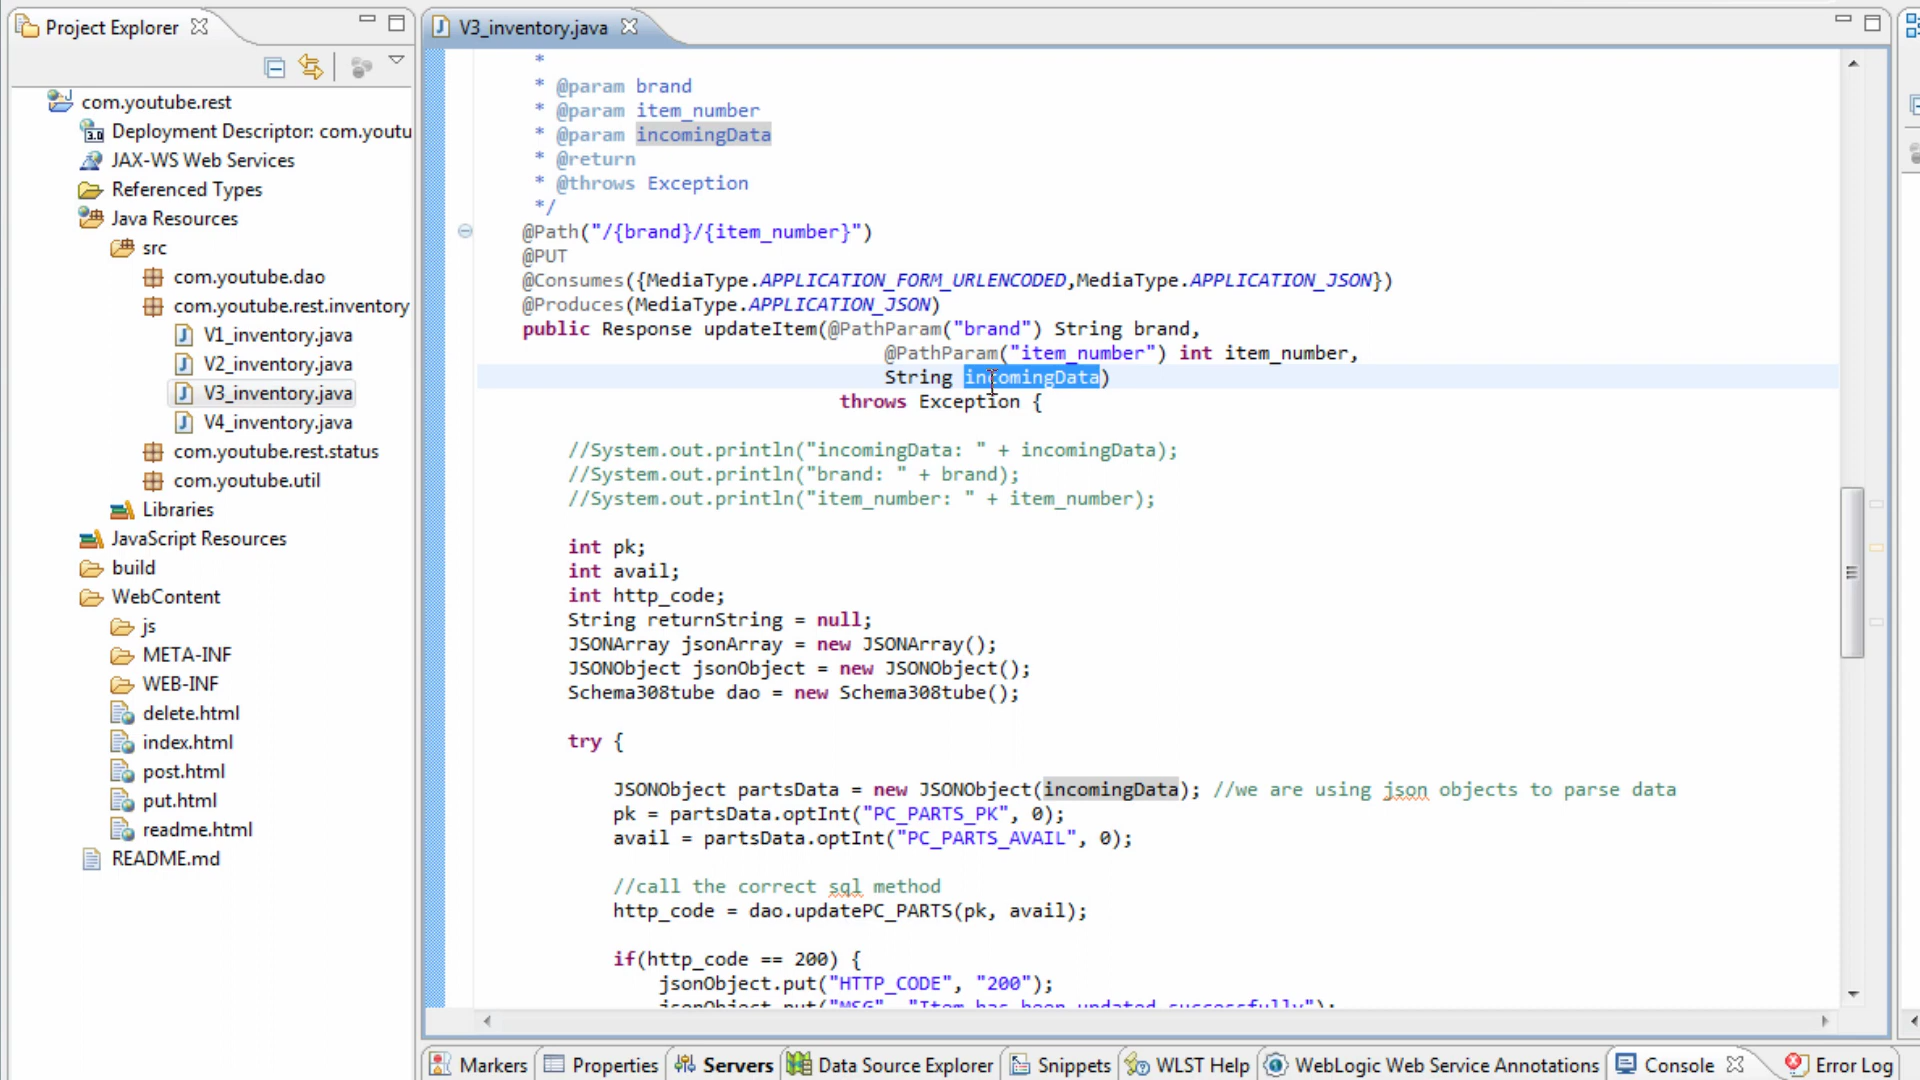 Project Explorer
com.youtube.rest
3.0
Deployment Descriptor: com.youtu
JAX-WS Web Services
Referenced Types
Java Resources
src
com.youtube.dao
com.youtube.rest.inventory
V1_inventory.java
V2_inventory.java
V3_inventory.java
V4_inventory.java
com.youtube.rest.status
com.youtube.util
Libraries
JavaScript Resources
build
WebContent
js
META-INF
WEB-INF
delete.html
index.html
post.html
put.html
readme.html
README.md
V3_inventory.java
*
* @param brand
* @param item_number
* @param incomingData
* @return
* @throws Exception
*/
@Path("/{brand}/{item_number}")
@PUT
@Consumes({MediaType.APPLICATION_FORM_URLENCODED,MediaType.APPLICATION_JSON})
@Produces(MediaType.APPLICATION_JSON)
public Response updateItem(@PathParam("brand") String brand,
@PathParam("item_number") int item_number,
String incomingData)
throws Exception {
//System.out.println("incomingData: " + incomingData);
//System.out.println("brand: " + brand);
//System.out.println("item_number: " + item_number);
int pk;
int avail;
int http_code;
String returnString = null;
JSONArray jsonArray = new JSONArray();
JSONObject jsonObject = new JSONObject();
Schema308tube dao = new Schema308tube();
try {
JSONObject partsData = new JSONObject(incomingData); //we are using json objects to parse data
pk = partsData.optInt("PC_PARTS_PK", 0);
avail = partsData.optInt("PC_PARTS_AVAIL", 0);
//call the correct sql method
http_code = dao.updatePC_PARTS(pk, avail);
if(http_code == 200) {
jsonObject.put("HTTP_CODE", "200");
jsonObject.put("MSG", "Item has been updated successfully");
Markers
Properties
Servers
Data Source Explorer
Snippets
WLST Help
WebLogic Web Service Annotations
Console
Error Log